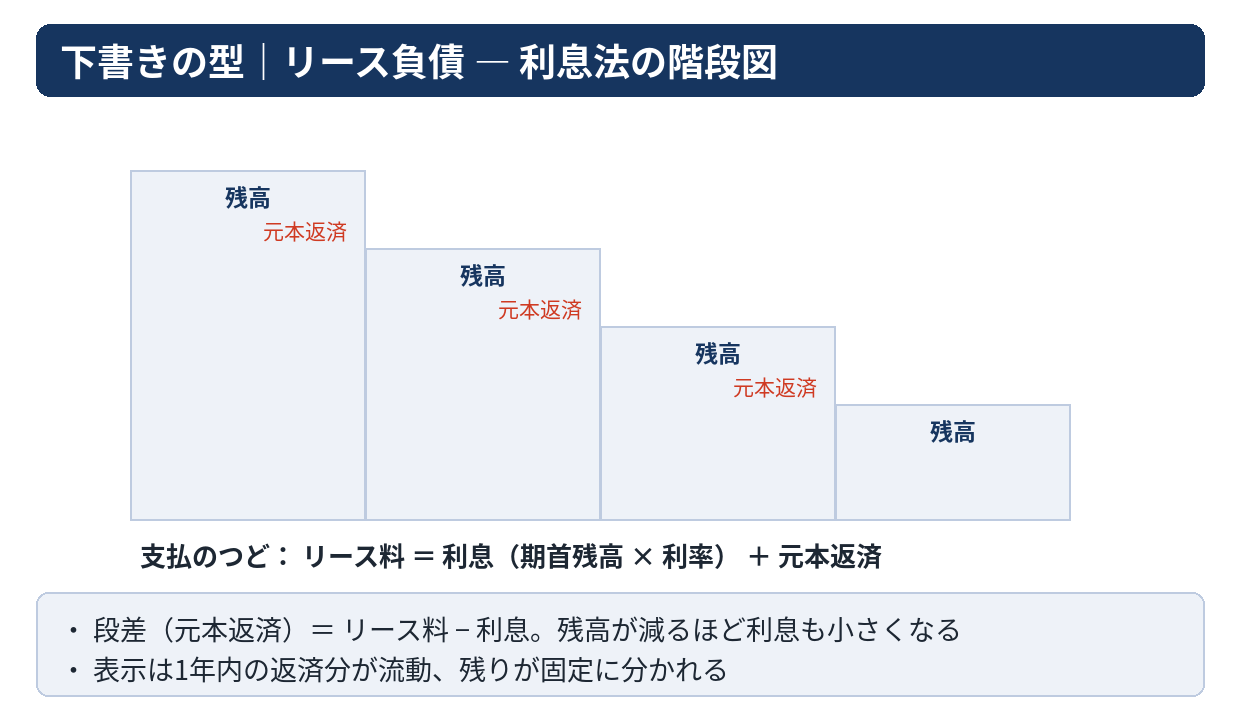 下書きの型｜リース負債 ― 利息法の階段図
残高
元本返済
残高
元本返済
残高
元本返済
残高
支払のつど： リース料 ＝ 利息（期首残高 × 利率） ＋ 元本返済
・ 段差（元本返済）＝ リース料 − 利息。残高が減るほど利息も小さくなる
・ 表示は1年内の返済分が流動、残りが固定に分かれる